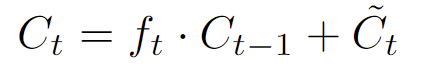 C_t = f_t · C_{t−1} + C̃_t